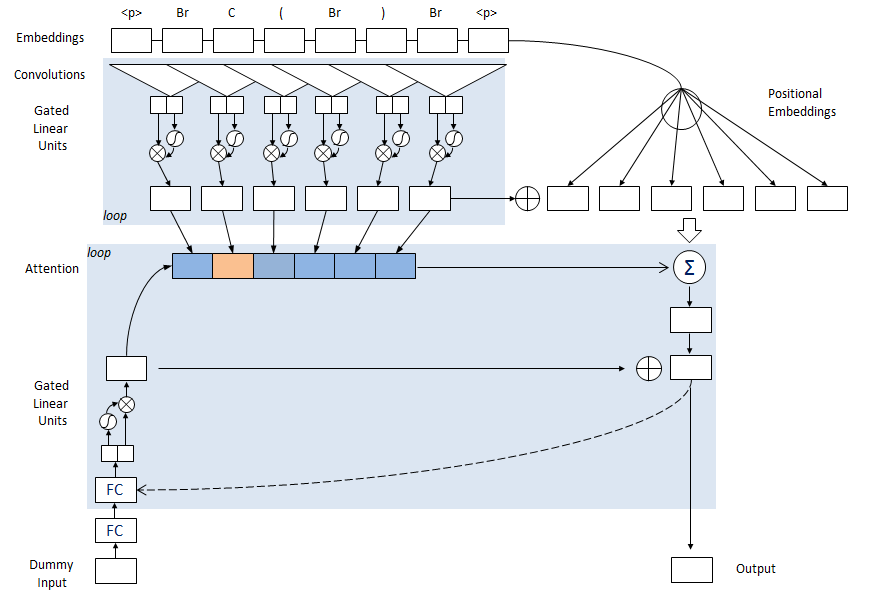 <p> Br C ( Br ) Br <p>
Embeddings
Convolutions
Gated
Linear
Units
Positional
Embeddings
loop
loop
Attention
Σ
Gated
Linear
Units
FC
FC
Dummy
Input
Output